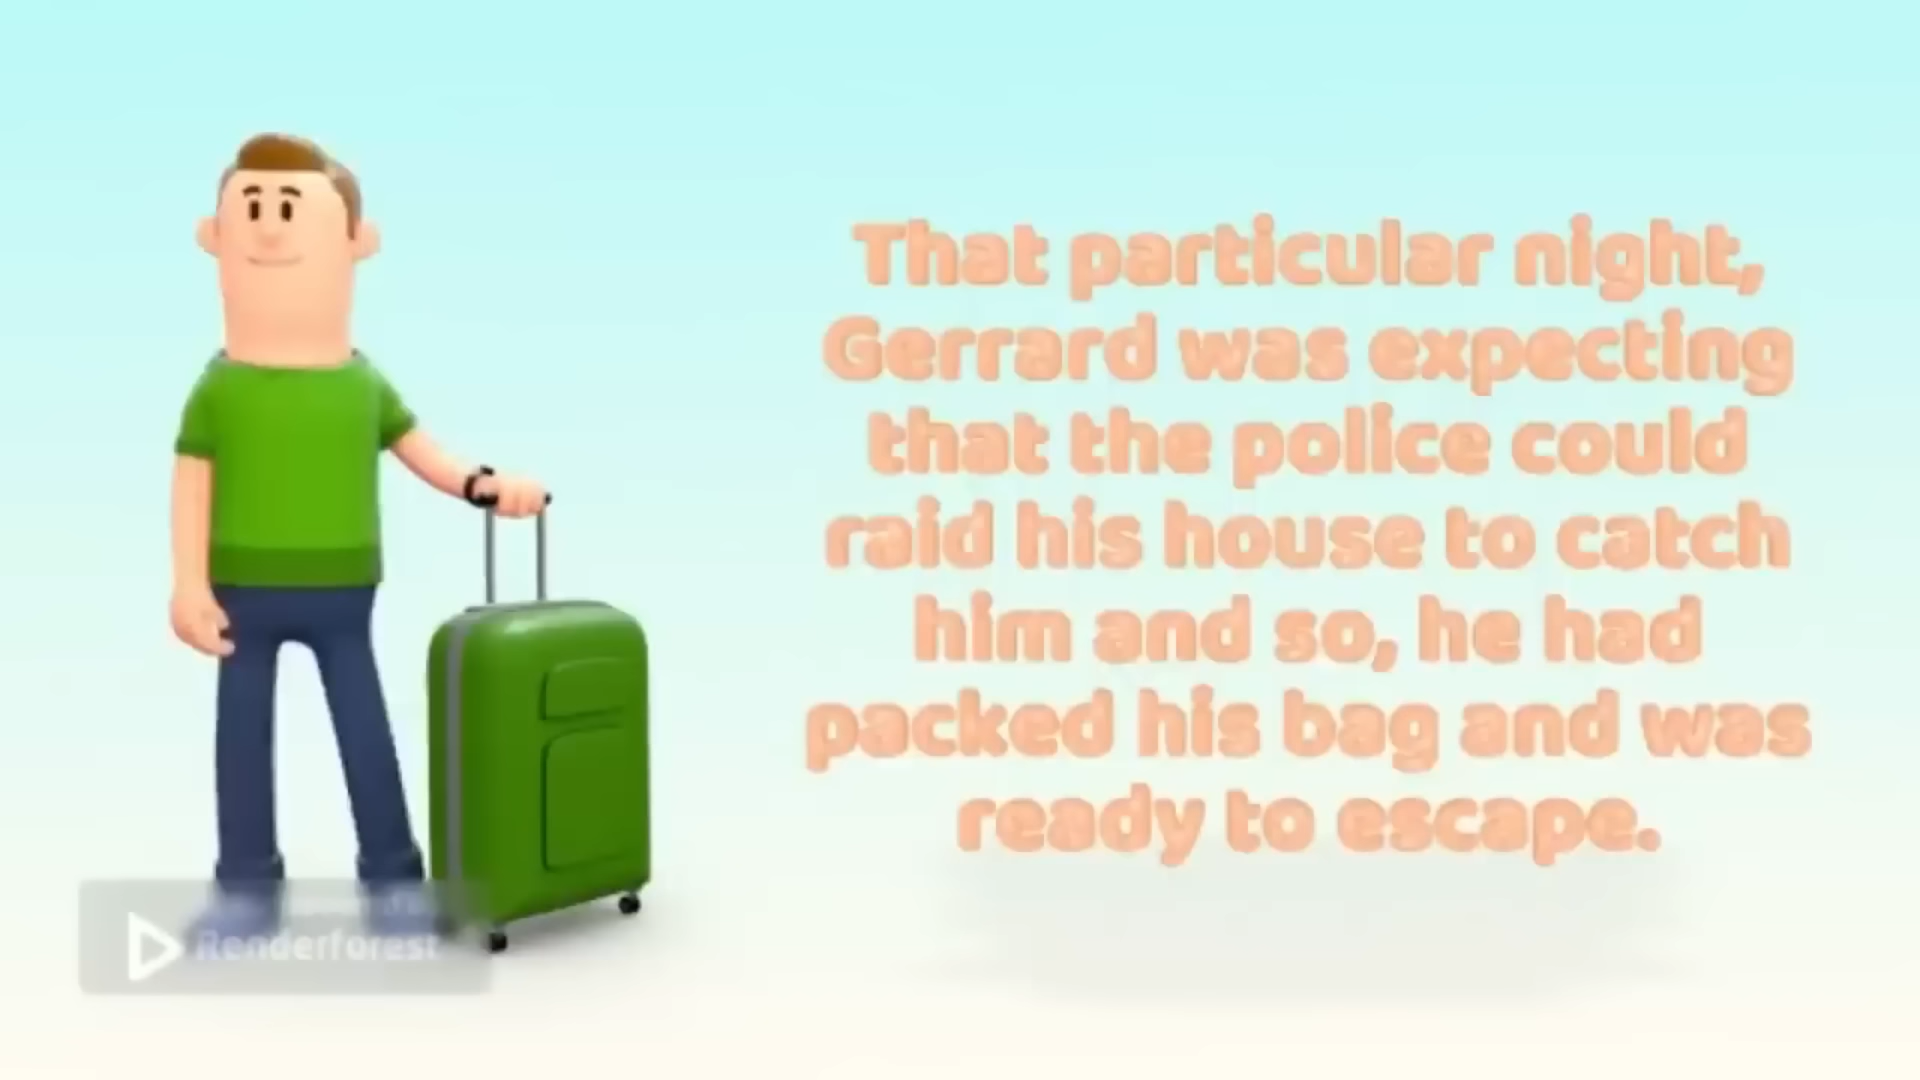 That particular night,
Gerrard was expecting
that the police could
raid his house to catch
him and so, he had
packed his bag and was
ready to escape.
Renderforest